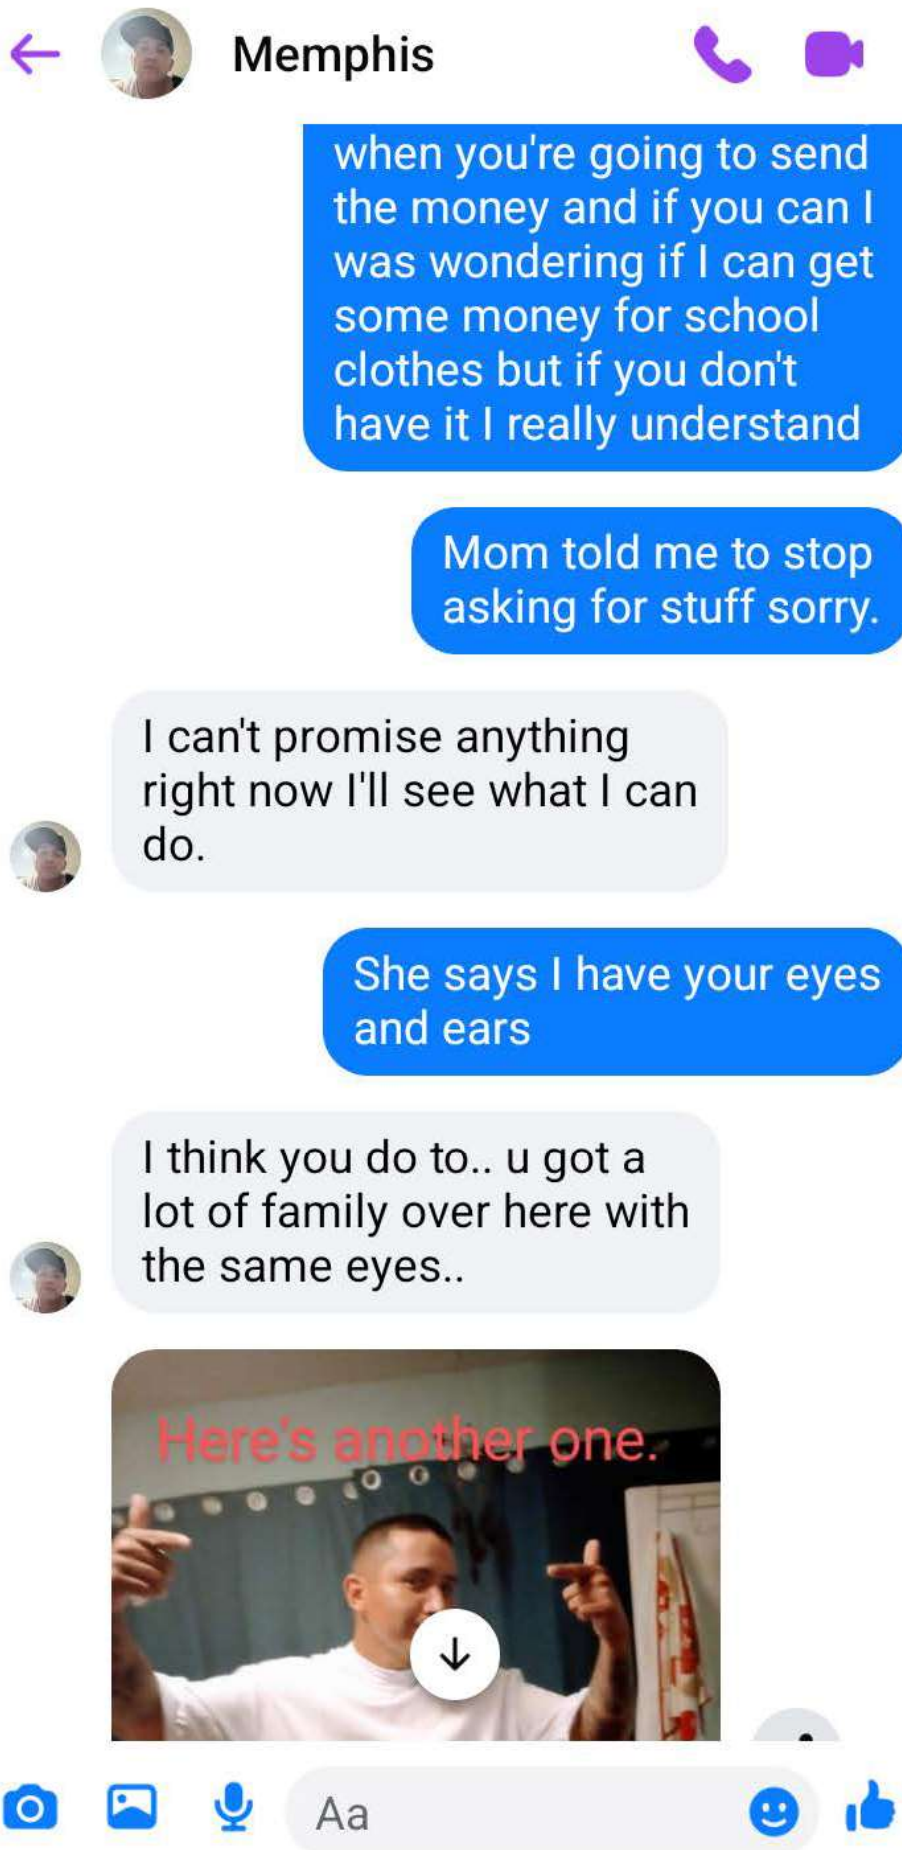 Memphis
when you're going to send
the money and if you can I
was wondering if I can get
some money for school
clothes but if you don't
have it I really understand
Mom told me to stop
asking for stuff sorry.
I can't promise anything
right now I'll see what I can
do.
She says I have your eyes
and ears
I think you do to.. u got a
lot of family over here with
the same eyes..
Here's another one.
Aa